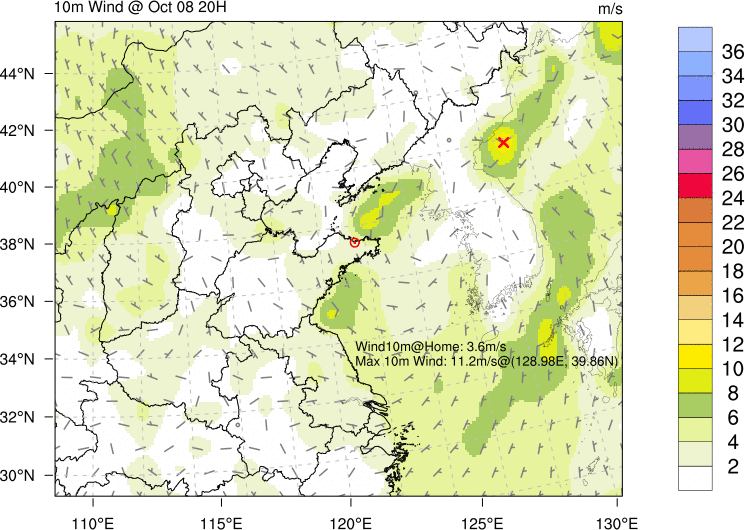 10m Wind @ Oct 08 20H
m/s
44°N
42°N
40°N
38°N
36°N
34°N
32°N
30°N
110°E
115°E
120°E
125°E
130°E
Wind10m@Home: 3.6m/s
Max 10m Wind: 11.2m/s@(128.98E, 39.86N)
36
34
32
30
28
26
24
22
20
18
16
14
12
10
8
6
4
2